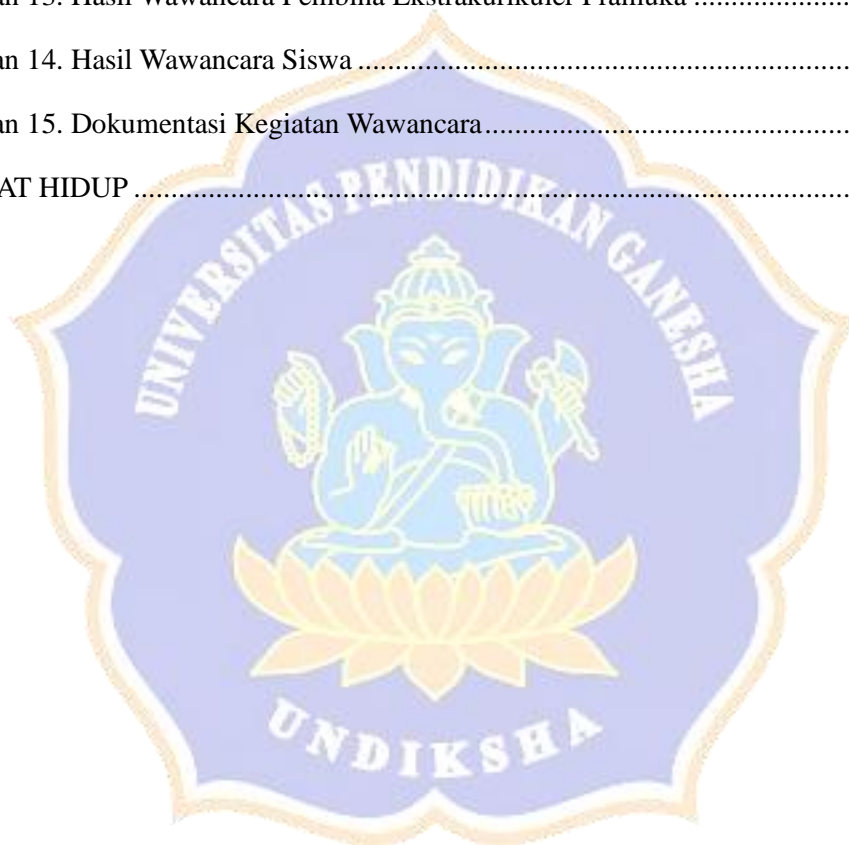 an 13. Hasil Wawancara Pembina Ekstrakurikuler Pramuka ......................
an 14. Hasil Wawancara Siswa ..................................................................
an 15. Dokumentasi Kegiatan Wawancara.................................................
AT HIDUP ................................................................................................
UNIVERSITAS PENDIDIKAN GANESHA
UNDIKSHA